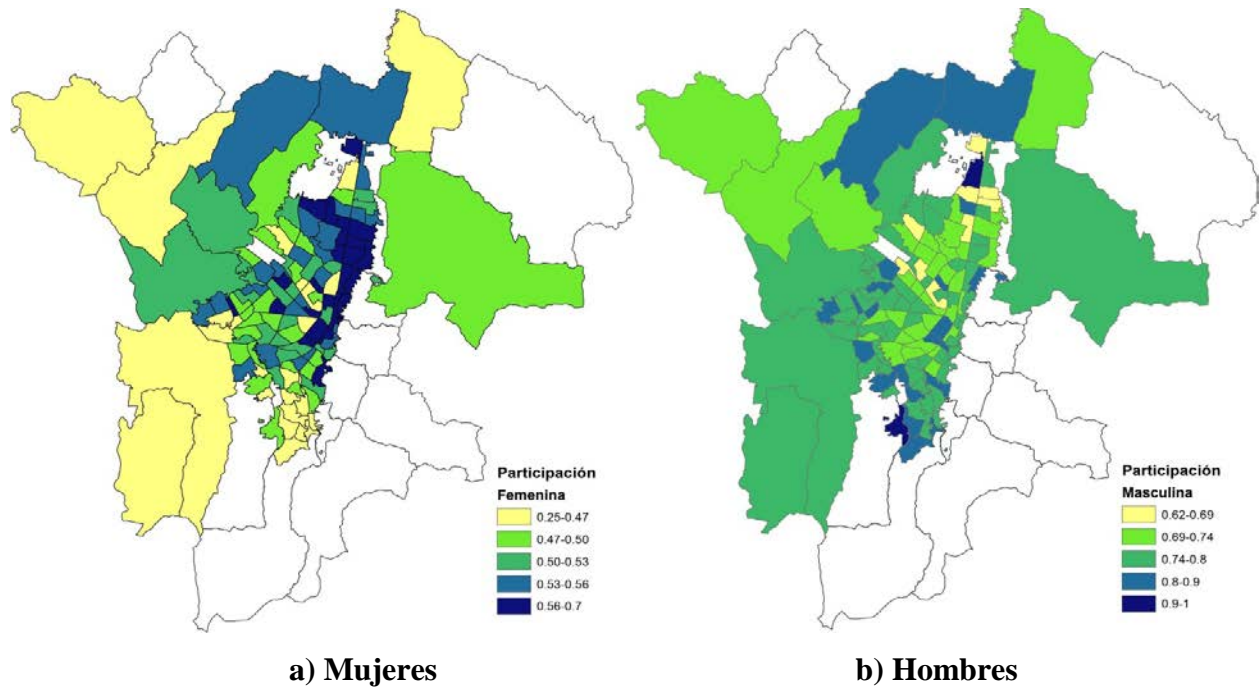 Participación
Femenina
0.25-0.47
0.47-0.50
0.50-0.53
0.53-0.56
0.56-0.7
Participación
Masculina
0.62-0.69
0.69-0.74
0.74-0.8
0.8-0.9
0.9-1
a) Mujeres
b) Hombres